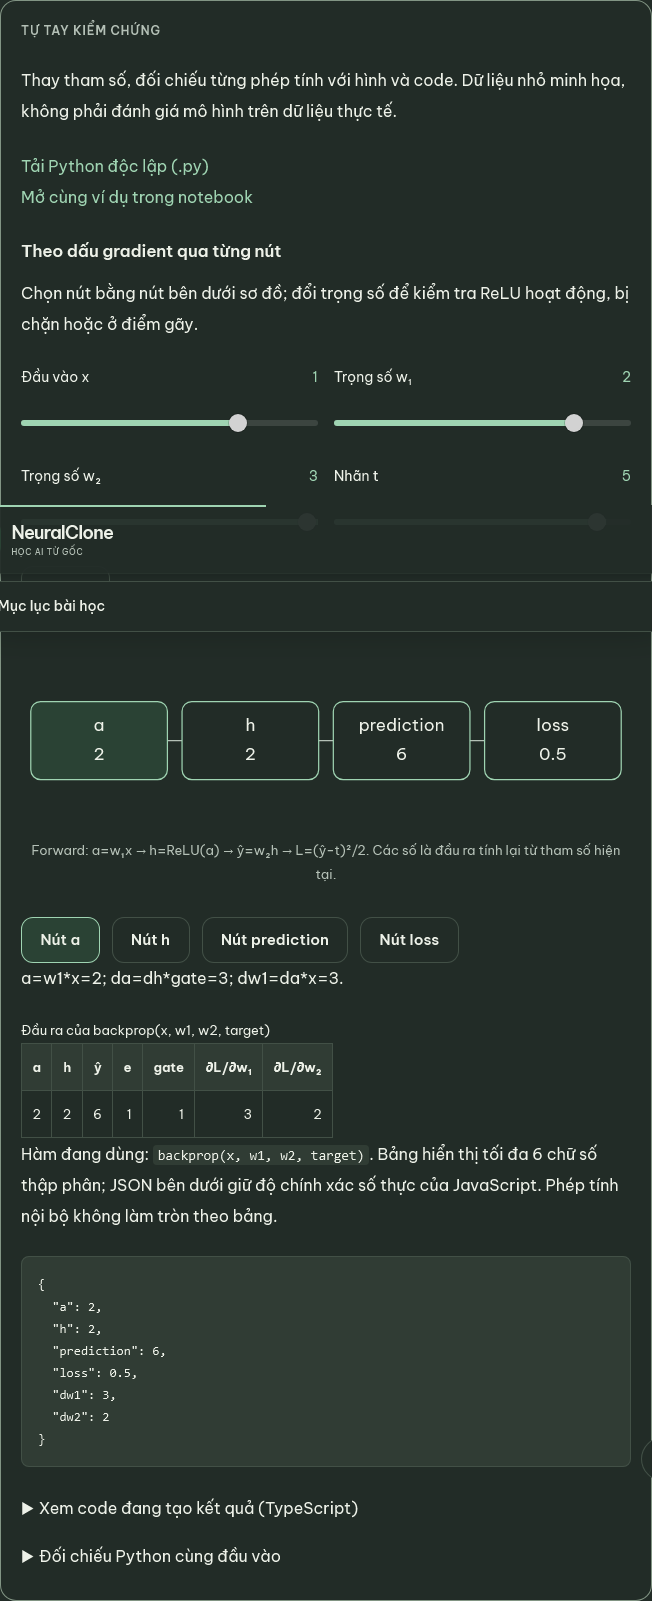 TỰ TAY KIỂM CHỨNG
Thay tham số, đối chiếu từng phép tính với hình và code. Dữ liệu nhỏ minh họa,
không phải đánh giá mô hình trên dữ liệu thực tế.
Tải Python độc lập (.py)
Mở cùng ví dụ trong notebook
Theo dấu gradient qua từng nút
Chọn nút bằng nút bên dưới sơ đồ; đổi trọng số để kiểm tra ReLU hoạt động, bị
chặn hoặc ở điểm gãy.
Đầu vào x 1 Trọng số w₁ 2
Trọng số w₂ 3 Nhãn t 5
NeuralClone
HỌC AI TỪ GỐC
Mục lục bài học
a h prediction loss
2 2 6 0.5
Forward: a=w₁x → h=ReLU(a) → ŷ=w₂h → L=(ŷ−t)²/2. Các số là đầu ra tính lại từ tham số hiện
tại.
Nút a Nút h Nút prediction Nút loss
a=w1*x=2; da=dh*gate=3; dw1=da*x=3.
Đầu ra của backprop(x, w1, w2, target)
a h ŷ e gate ∂L/∂w₁ ∂L/∂w₂
2 2 6 1 1 3 2
Hàm đang dùng: backprop(x, w1, w2, target). Bảng hiển thị tối đa 6 chữ số
thập phân; JSON bên dưới giữ độ chính xác số thực của JavaScript. Phép tính
nội bộ không làm tròn theo bảng.
{
"a": 2,
"h": 2,
"prediction": 6,
"loss": 0.5,
"dw1": 3,
"dw2": 2
}
▶ Xem code đang tạo kết quả (TypeScript)
▶ Đối chiếu Python cùng đầu vào